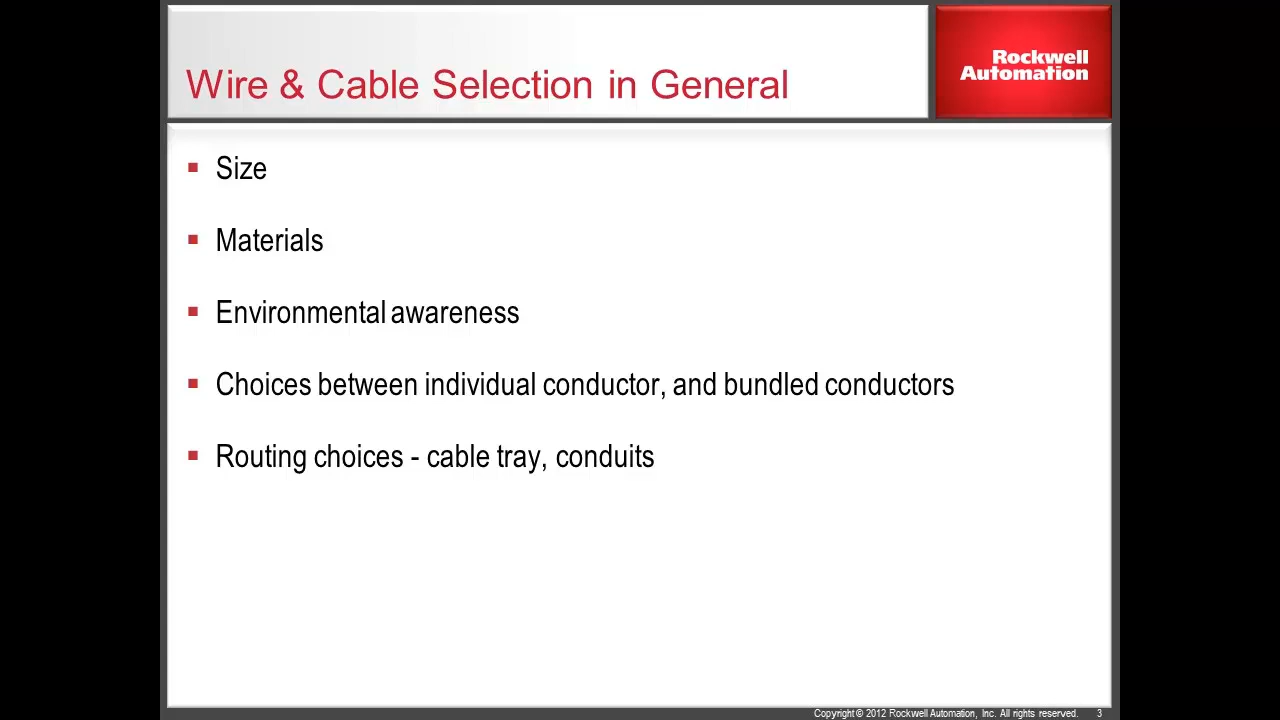 Wire & Cable Selection in General
Rockwell
Automation
▪ Size
▪ Materials
▪ Environmental awareness
▪ Choices between individual conductor, and bundled conductors
▪ Routing choices - cable tray, conduits
Copyright © 2012 Rockwell Automation, Inc. All rights reserved. 3